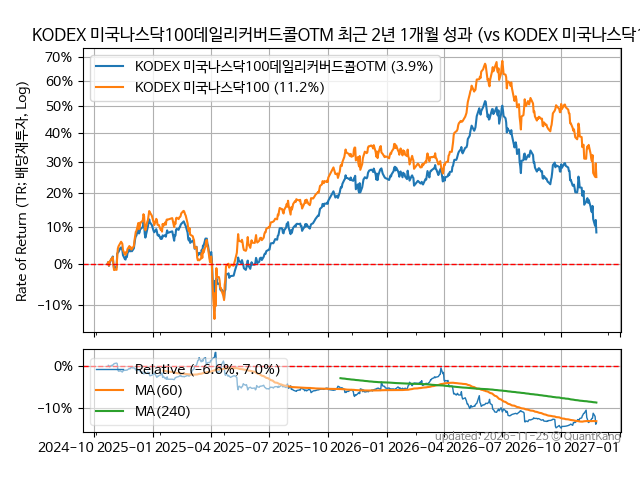 KODEX 미국나스닥100데일리커버드콜OTM 최근 2년 1개월 성과 (vs KODEX 미국나스닥1
70%
60%
50%
40%
30%
20%
10%
0%
−10%
Rate of Return (TR: 배당재투자, Log)
KODEX 미국나스닥100데일리커버드콜OTM (3.9%)
KODEX 미국나스닥100 (11.2%)
0%
−10%
Relative (−6.6%, 7.0%)
MA(60)
MA(240)
updated: 2026-11-25 © QuantKang
2024-10 2025-01 2025-04 2025-07 2025-10 2026-01 2026-04 2026-07 2026-10 2027-01